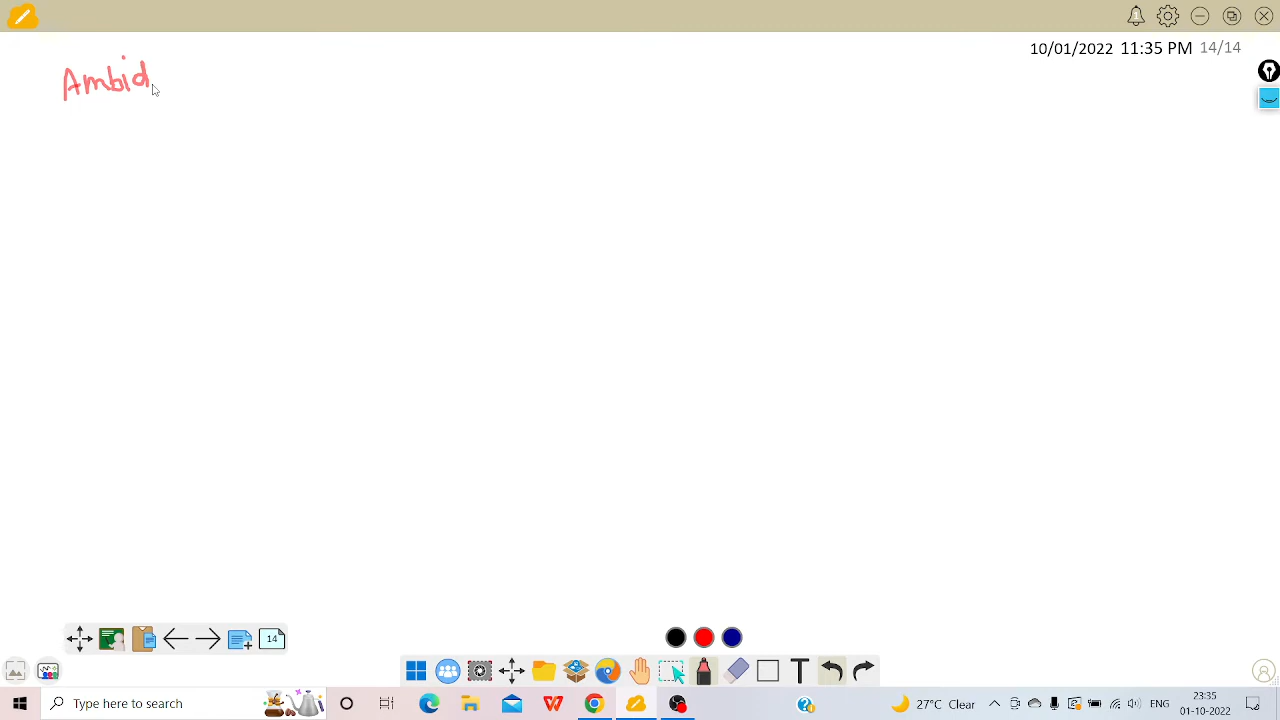 10/01/2022 11:35 PM 14/14
Ambid
14
Type here to search
27°C Clear
ENG
23:35
01-10-2022